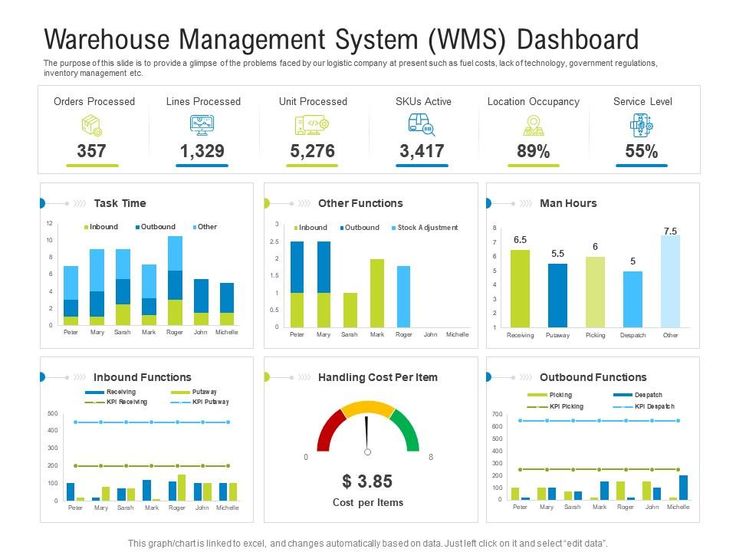 Warehouse Management System (WMS) Dashboard
The purpose of this slide is to provide a glimpse of the problems faced by our logistic company at present such as fuel costs, lack of technology, government regulations,
inventory management etc.
Orders Processed
357
Lines Processed
1,329
Unit Processed
5,276
SKUs Active
3,417
Location Occupancy
89%
Service Level
55%
Task Time
Inbound Outbound Other
12
10
8
6
4
2
0
Peter Mary Sarah Mark Roger John Michelle
Other Functions
Inbound Outbound Stock Adjustment
3
2.5
2
1.5
1
0.5
0
Peter Mary Sarah Mark Roger John Michelle
Man Hours
8
7
6
5
4
3
2
1
6.5
5.5
6
5
7.5
Receiving Putaway Picking Despatch Other
Inbound Functions
Receiving Putaway
KPI Receiving KPI Putaway
500
400
300
200
100
0
Peter Mary Sarah Mark Roger John Michelle
Handling Cost Per Item
0
8
$ 3.85
Cost per Items
Outbound Functions
Picking Despatch
KPI Picking KPI Despatch
700
600
500
400
300
200
100
0
Peter Mary Sarah Mark Roger John Michelle
This graph/chart is linked to excel, and changes automatically based on data. Just left click on it and select “edit data”.